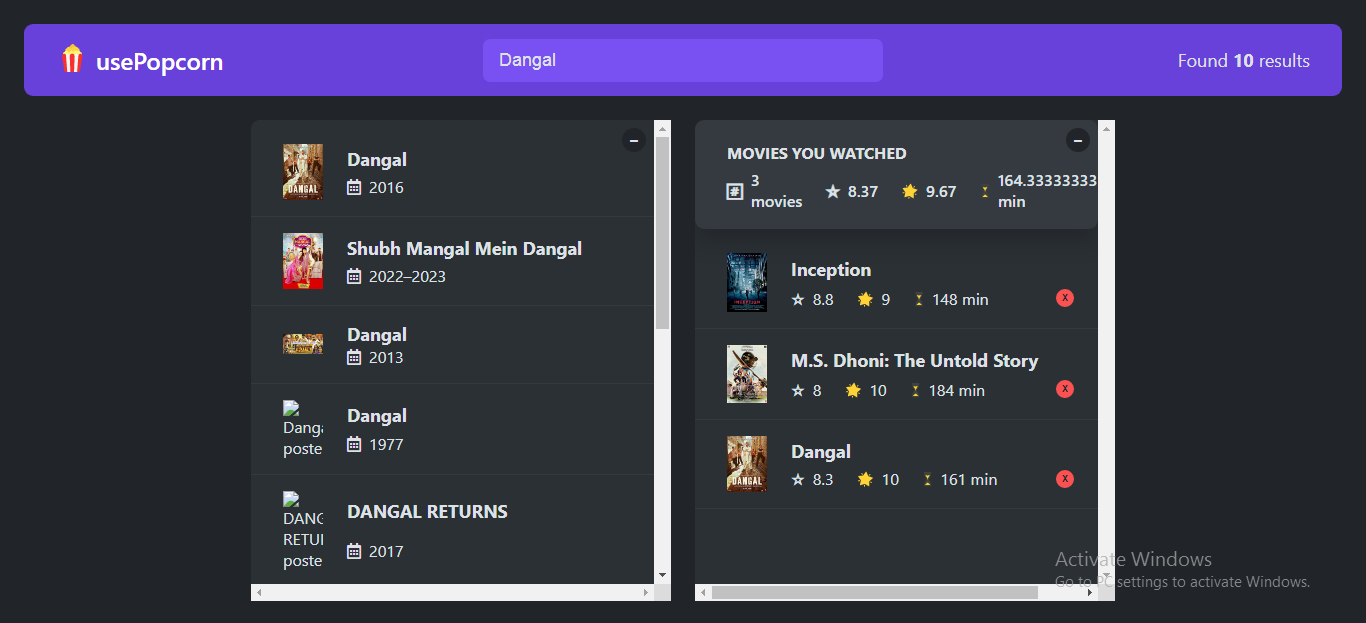 usePopcorn
Dangal
Found 10 results
Dangal
2016
Shubh Mangal Mein Dangal
2022–2023
Dangal
2013
Danga
poste
Dangal
1977
DANG
RETUI
poste
DANGAL RETURNS
2017
MOVIES YOU WATCHED
3
movies
8.37
9.67
164.33333333
min
Inception
8.8
9
148 min
X
M.S. Dhoni: The Untold Story
8
10
184 min
X
Dangal
8.3
10
161 min
X
DANGAL
INCEPTION
DANGAL
Activate Windows
Go to PC settings to activate Windows.